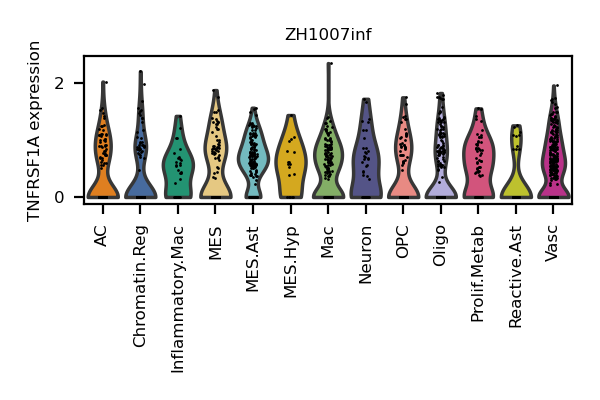 ZH1007inf
TNFRSF1A expression
2
0
AC
Chromatin.Reg
Inflammatory.Mac
MES
MES.Ast
MES.Hyp
Mac
Neuron
OPC
Oligo
Prolif.Metab
Reactive.Ast
Vasc